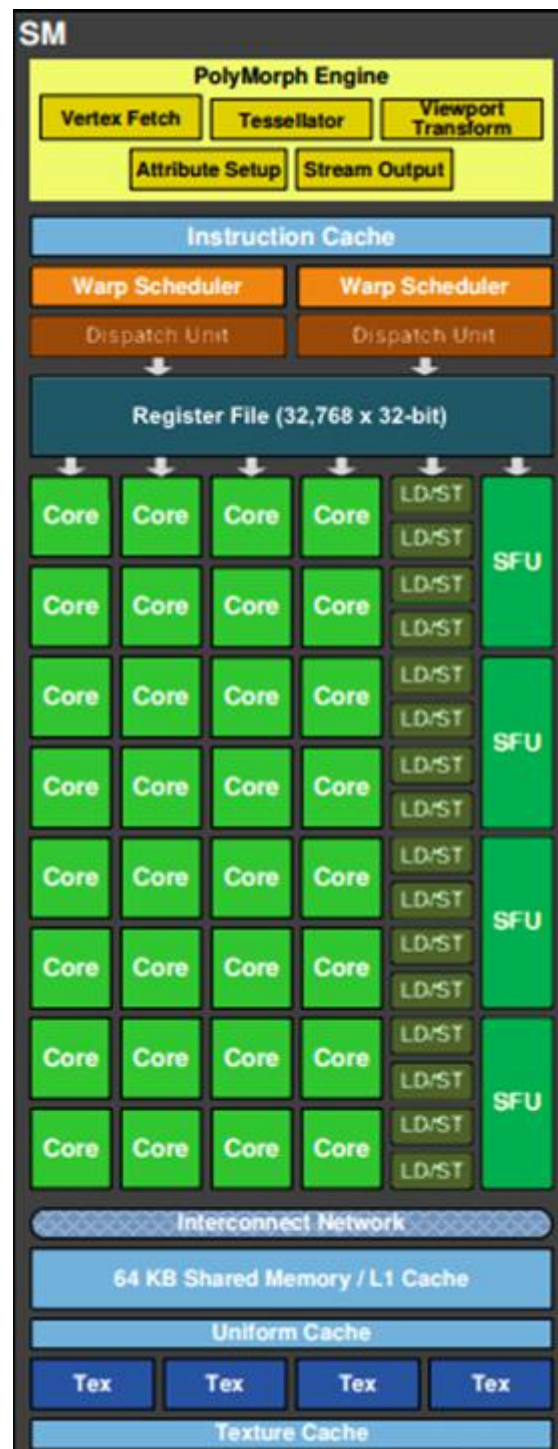 SM
PolyMorph Engine
Vertex Fetch Tessellator Viewport Transform
Attribute Setup Stream Output
Instruction Cache
Warp Scheduler Warp Scheduler
Dispatch Unit Dispatch Unit
Register File (32,768 x 32-bit)
Core Core Core Core LD/ST SFU
LD/ST
Core Core Core Core LD/ST
LD/ST
Core Core Core Core LD/ST SFU
LD/ST
Core Core Core Core LD/ST
LD/ST
Core Core Core Core LD/ST SFU
LD/ST
Core Core Core Core LD/ST
LD/ST
Core Core Core Core LD/ST SFU
LD/ST
Core Core Core Core LD/ST
LD/ST
Interconnect Network
64 KB Shared Memory / L1 Cache
Uniform Cache
Tex Tex Tex Tex
Texture Cache